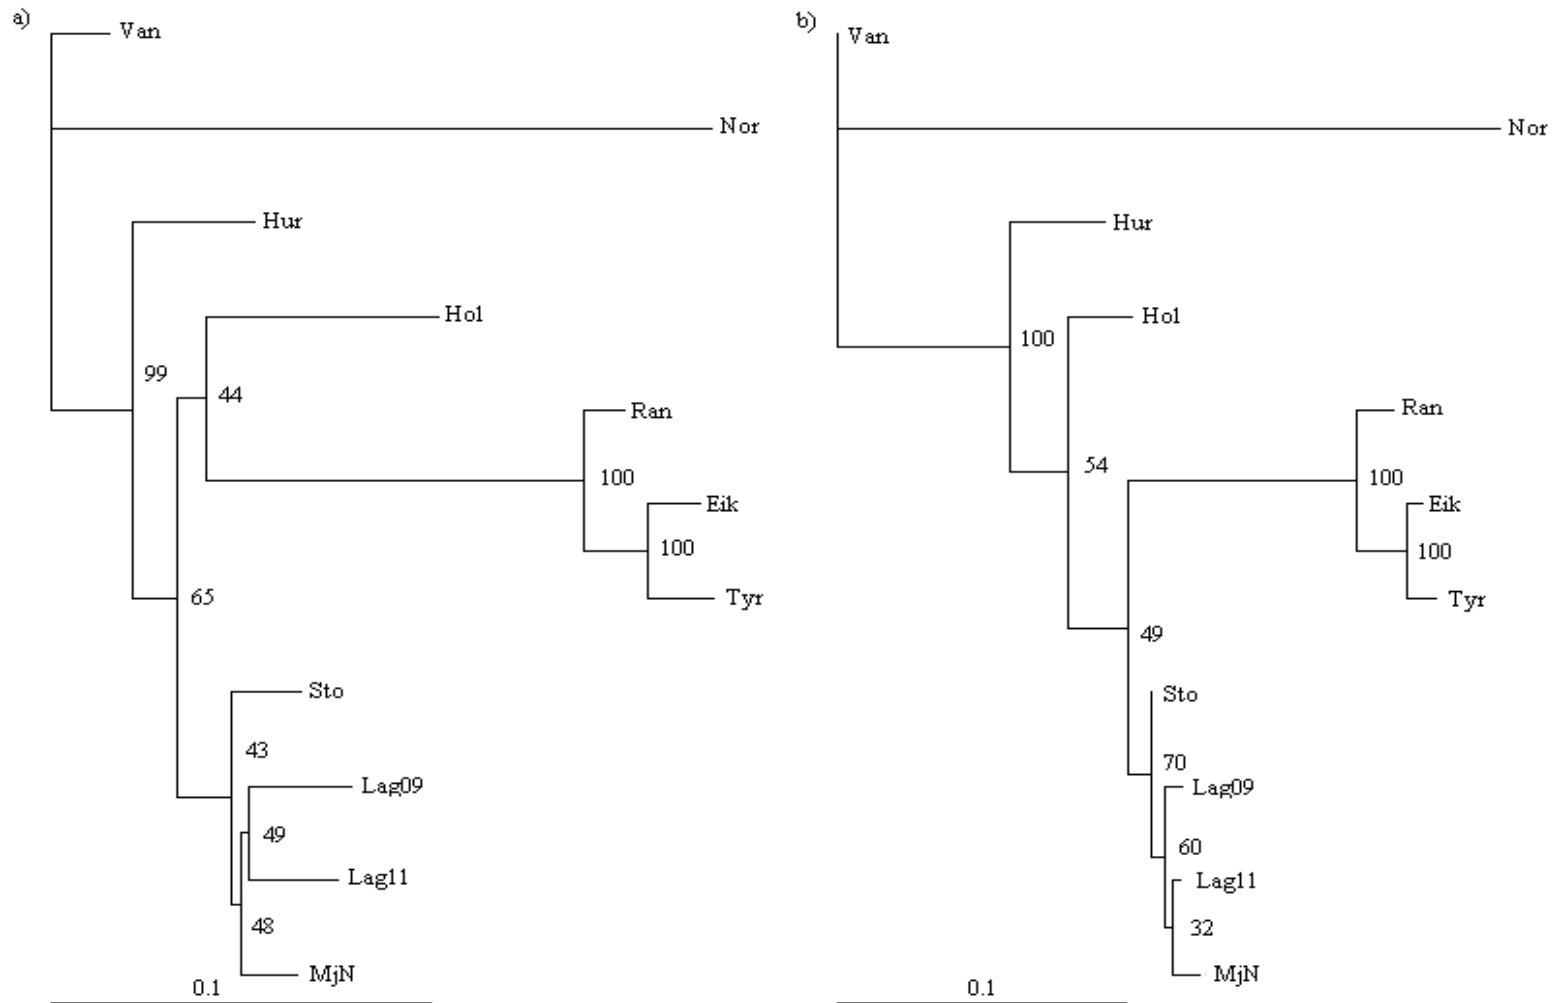 a)
Van
Nor
Hur
Hol
99
44
Ran
100
Eik
100
65
Tyr
Sto
43
Lag09
49
Lag11
48
MjN
0.1
b)
Van
Nor
Hur
Hol
100
Ran
54
100
Eik
100
Tyr
49
Sto
70
Lag09
60
Lag11
32
MjN
0.1